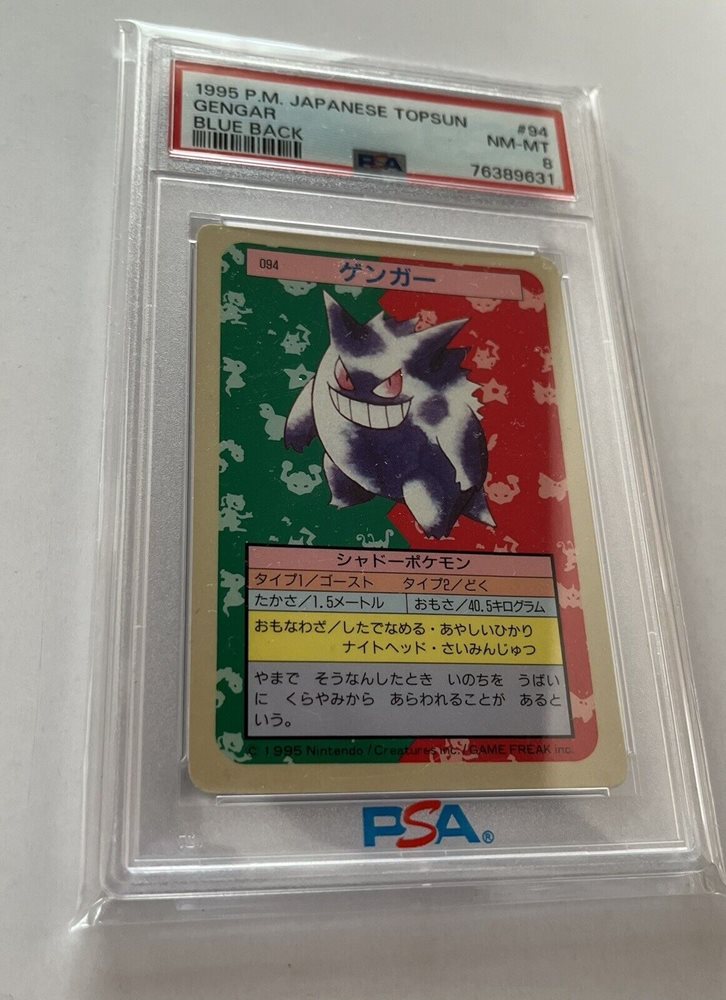 1995 P.M. JAPANESE TOPSUN #94
GENGAR NM-MT
BLUE BACK 8
PSA 76389631
094 ゲンガー
シャドーポケモン
タイプ1/ゴースト タイプ2/どく
たかさ/1.5メートル おもさ/40.5キログラム
おもなわざ/したでなめる・あやしいひかり
ナイトヘッド・さいみんじゅつ
やまで そうなんしたとき いのちを うばい
に くらやみから あらわれることが あると
いう。
© 1995 Nintendo/Creatures inc./GAME FREAK inc.
PSA®